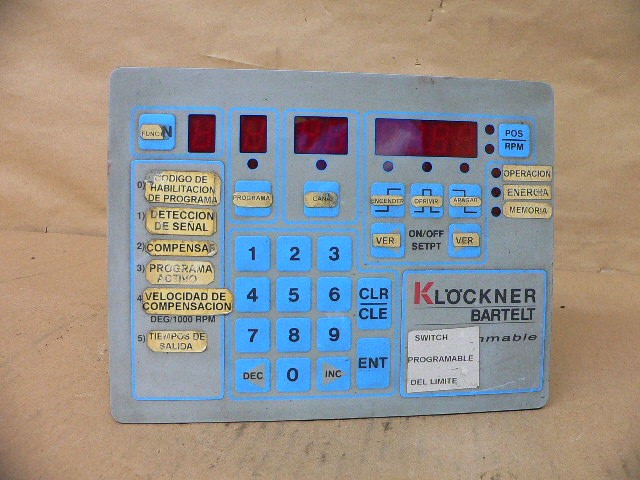 FUNCI N
POS
RPM
0) CODIGO DE
HABILITACION
DE PROGRAMA
1) DETECCION
DE SEÑAL
2) COMPENSAR
3) PROGRAMA
ACTIVO
4 VELOCIDAD DE
COMPENSACION
DEG/1000 RPM
5) TIEMPOS DE
SALIDA
PROGRAMA
CANAL
ENCENDER
OPRIVIR
APAGAR
OPERACION
ENERGIA
MEMORIA
VER
ON/OFF
SETPT
VER
1 2 3
4 5 6
7 8 9
DEC 0 INC
CLR
CLE
ENT
KLÖCKNER
BARTELT
mmable
SWITCH
PROGRAMABLE
DEL LIMITE